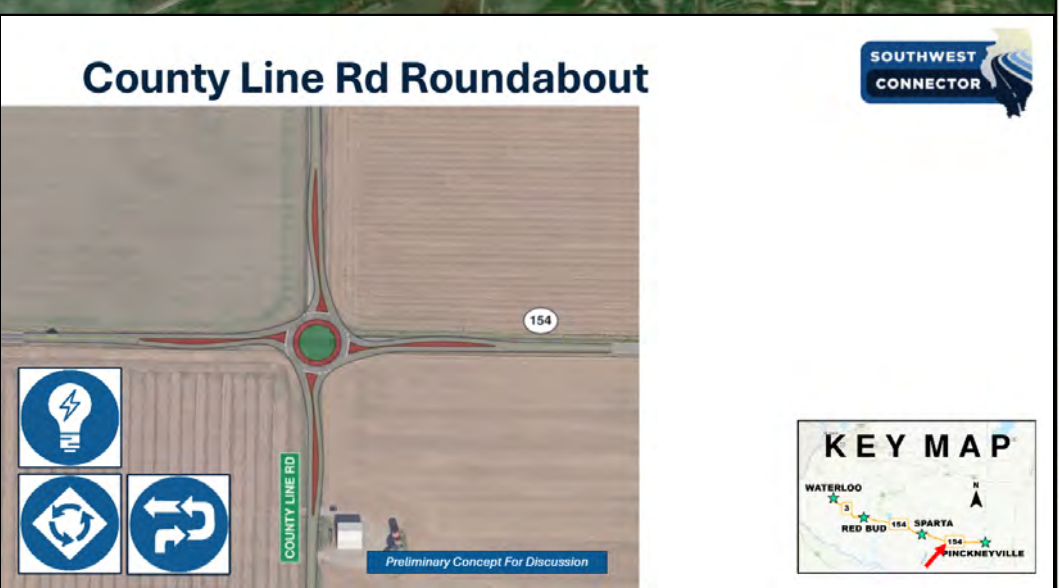 County Line Rd Roundabout
SOUTHWEST
CONNECTOR
154
COUNTY LINE RD
Preliminary Concept For Discussion
KEY MAP
WATERLOO
3
N
RED BUD
154
SPARTA
154
PINCKNEYVILLE